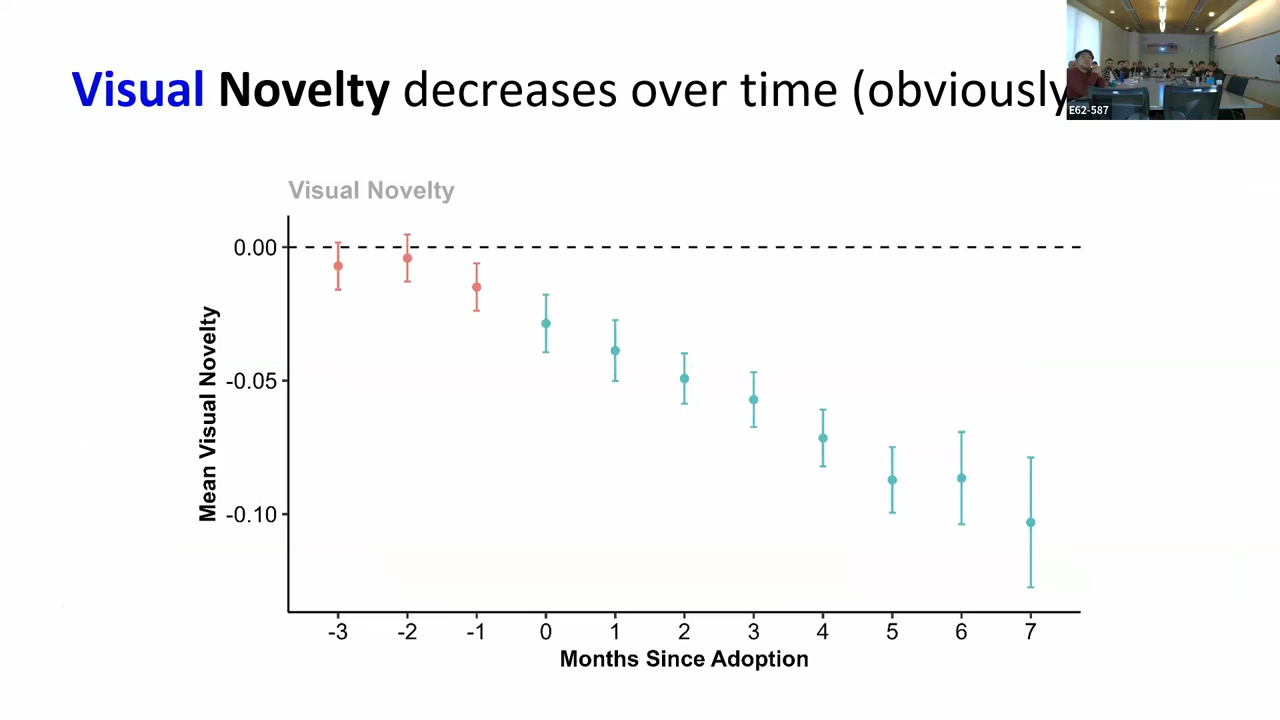 Visual Novelty decreases over time (obviously
E62-587
Visual Novelty
Mean Visual Novelty
0.00
-0.05
-0.10
-3 -2 -1 0 1 2 3 4 5 6 7
Months Since Adoption